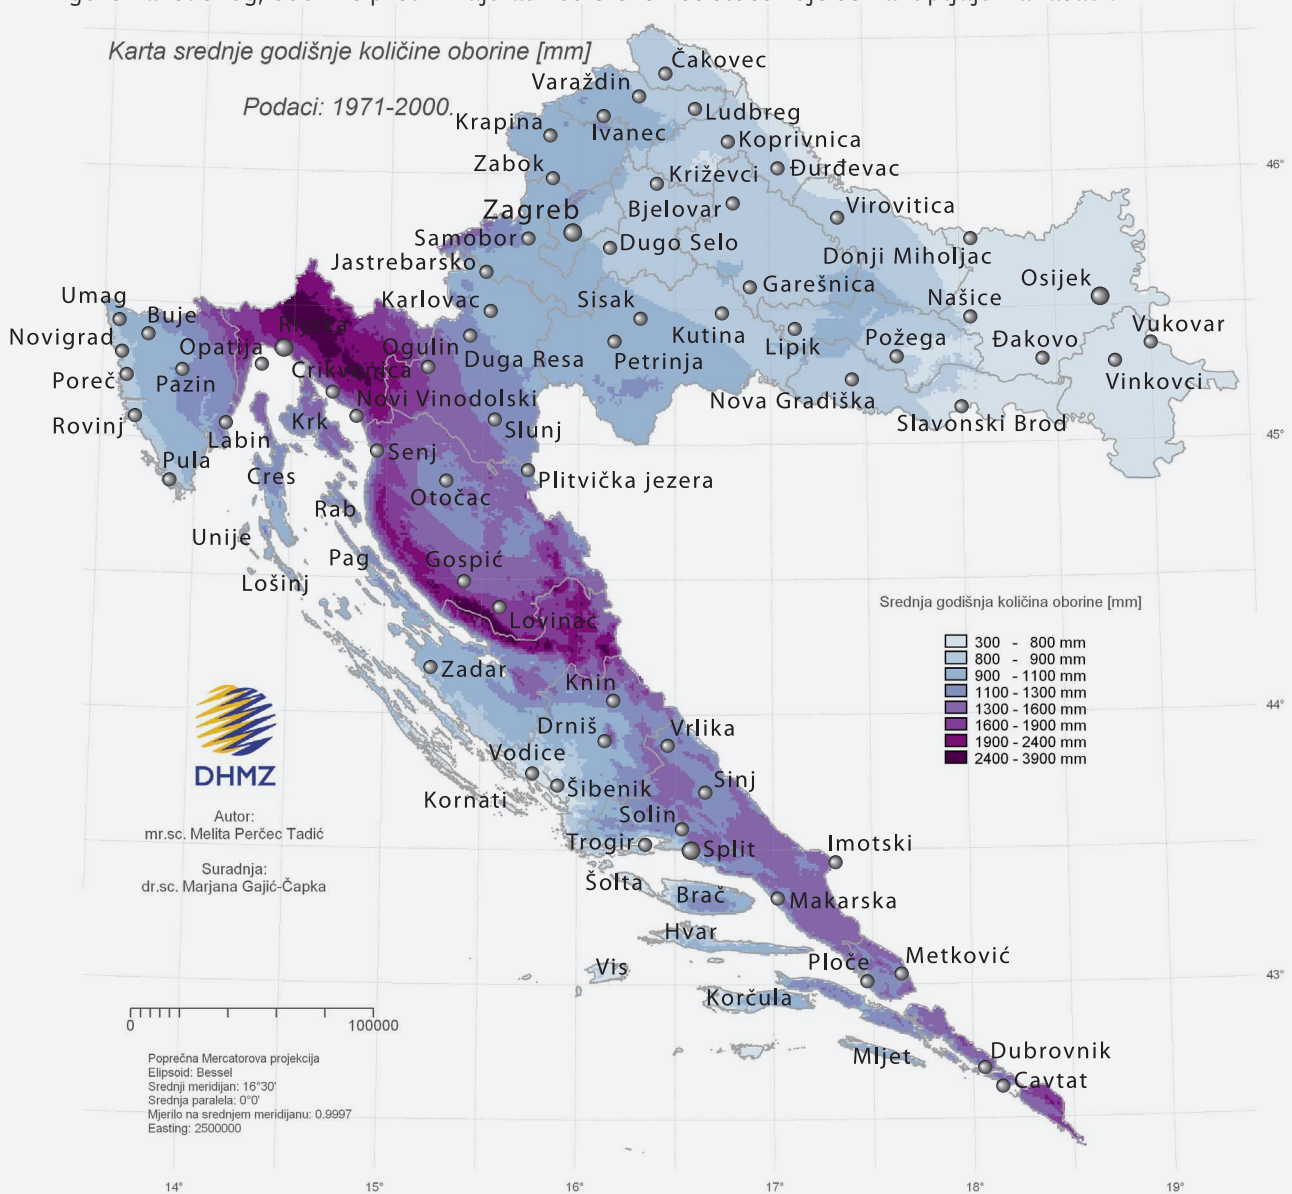 Karta srednje godišnje količine oborine [mm]
Podaci: 1971-2000.
Čakovec
Varaždin
Ludbreg
Krapina
Ivanec
Koprivnica
Zabok
Križevci
Đurđevac
Zagreb
Bjelovar
Virovitica
Samobor
Dugo Selo
Donji Miholjac
Jastrebarsko
Garešnica
Osijek
Umag
Buje
Karlovac
Sisak
Našice
Novigrad
Rijeka
Opatija
Ogulin
Duga Resa
Kutina
Lipik
Požega
Đakovo
Vukovar
Poreč
Pazin
Crikvenica
Petrinja
Vinkovci
Rovinj
Labin
Krk
Novi Vinodolski
Slunj
Nova Gradiška
Slavonski Brod
Pula
Cres
Senj
Otočac
Plitvička jezera
Rab
Unije
Pag
Gospić
Lošinj
Lovinac
Zadar
Knin
Drniš
Vrlika
Vodice
Šibenik
Sinj
Kornati
Solin
Trogir
Split
Imotski
Šolta
Brač
Makarska
Hvar
Vis
Ploče
Metković
Korčula
Mljet
Dubrovnik
Cavtat
Srednja godišnja količina oborine [mm]
300 - 800 mm
800 - 900 mm
900 - 1100 mm
1100 - 1300 mm
1300 - 1600 mm
1600 - 1900 mm
1900 - 2400 mm
2400 - 3900 mm
DHMZ
Autor:
mr.sc. Melita Perčec Tadić
Suradnja:
dr.sc. Marjana Gajić-Čapka
0 100000
Poprečna Mercatorova projekcija
Elipsoid: Bessel
Srednji meridijan: 16°30'
Srednja paralela: 0°0'
Mjerilo na srednjem meridijanu: 0.9997
Easting: 2500000
46°
45°
44°
43°
14° 15° 16° 17° 18° 19°